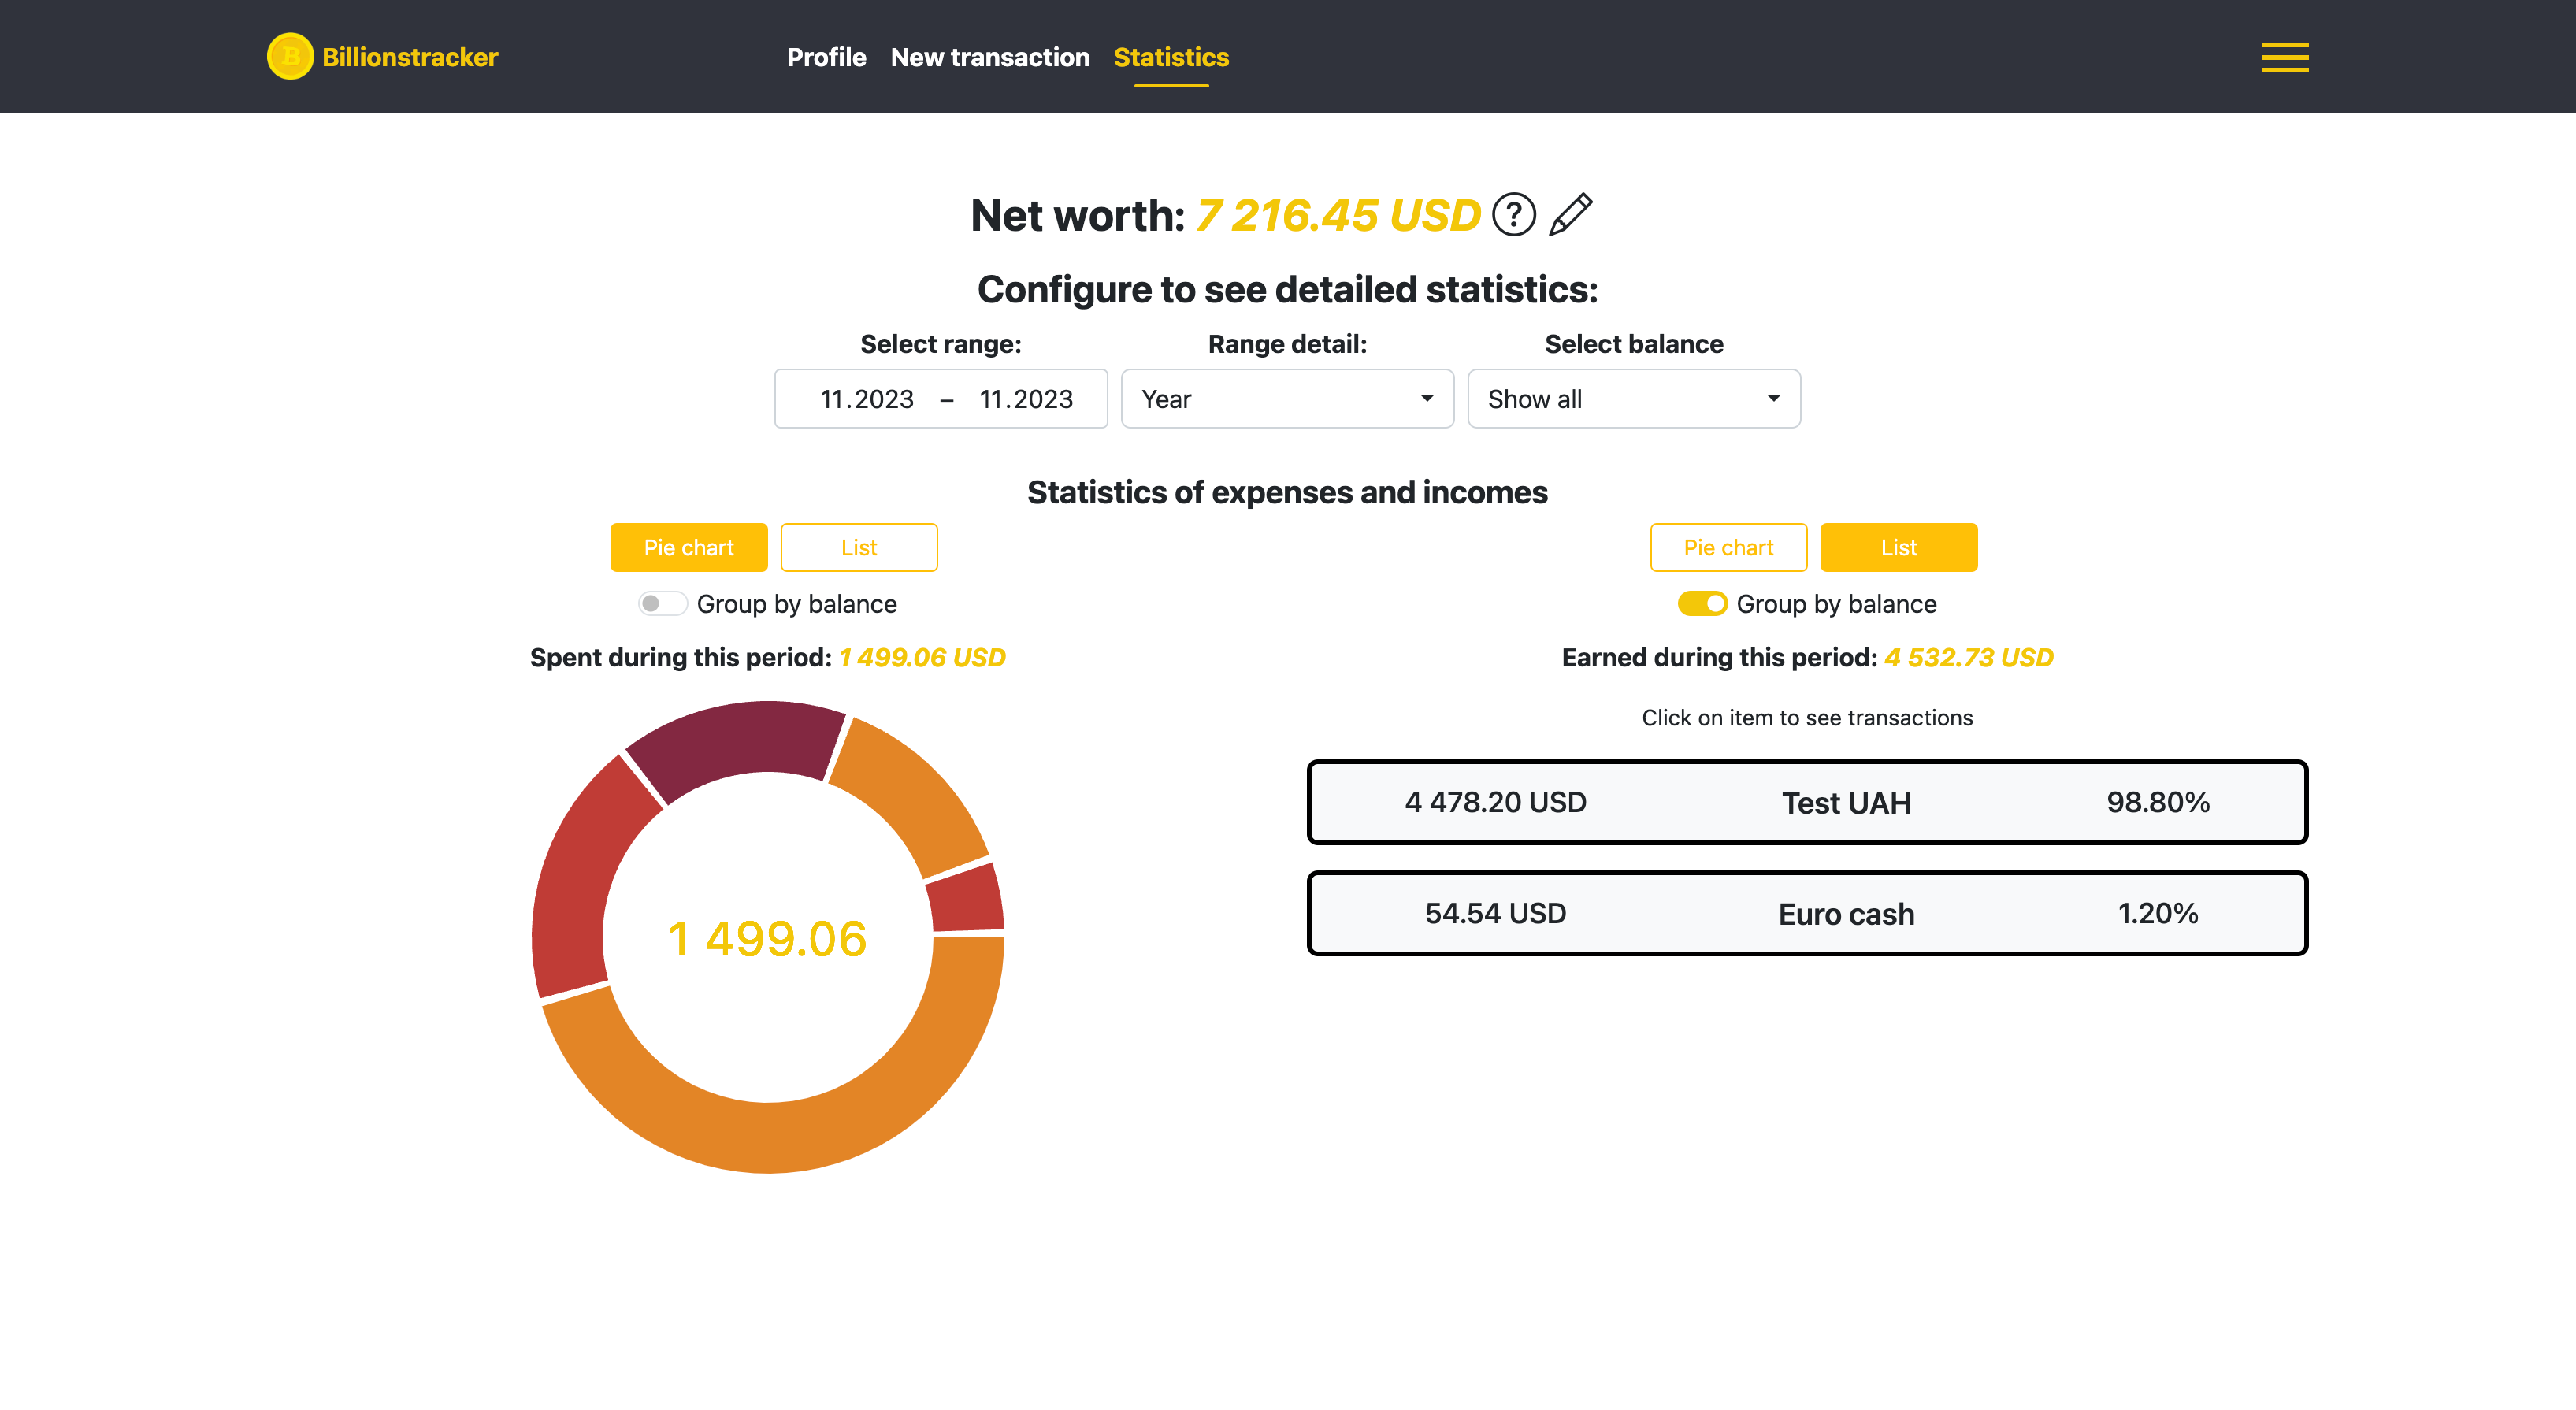 B Billionstracker
Profile New transaction Statistics
Net worth: 7 216.45 USD ?
Configure to see detailed statistics:
Select range: Range detail: Select balance
11.2023 – 11.2023 Year Show all
Statistics of expenses and incomes
Pie chart List
Group by balance
Spent during this period: 1 499.06 USD
1 499.06
Pie chart List
Group by balance
Earned during this period: 4 532.73 USD
Click on item to see transactions
4 478.20 USD Test UAH 98.80%
54.54 USD Euro cash 1.20%